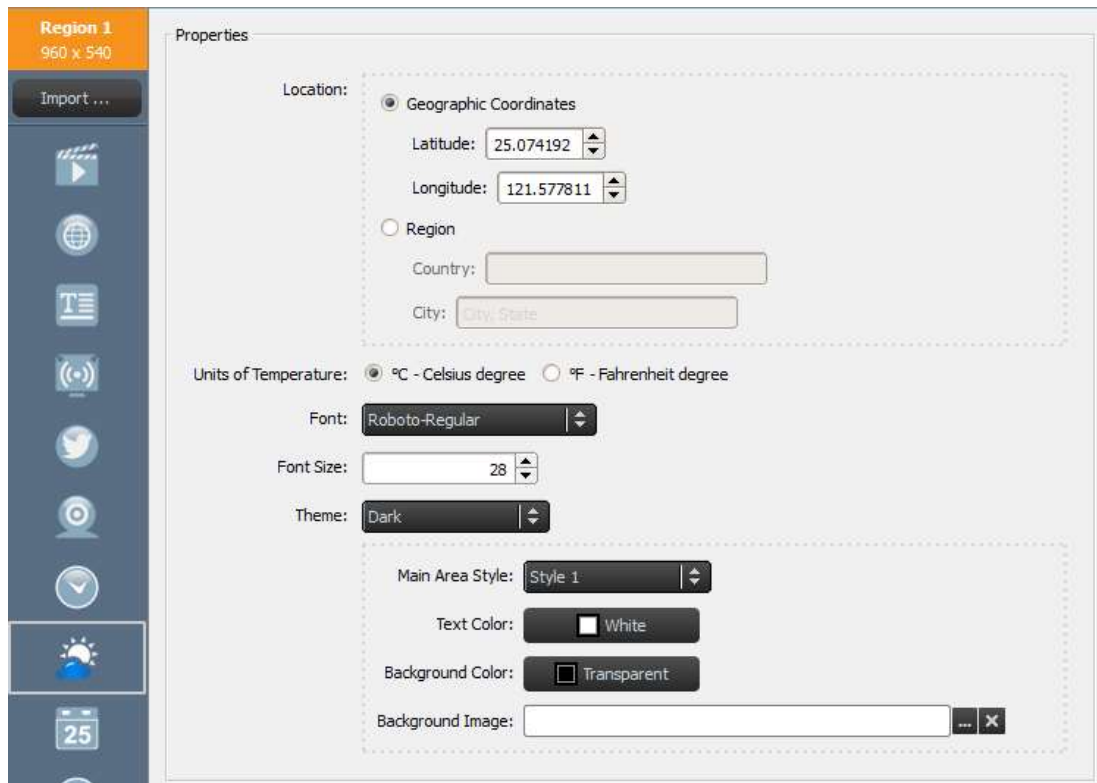 Region 1
960 x 540
Import ...
Properties
Location:
Geographic Coordinates
Latitude: 25.074192
Longitude: 121.577811
Region
Country:
City: City, State
Units of Temperature: ºC - Celsius degree ºF - Fahrenheit degree
Font: Roboto-Regular
Font Size: 28
Theme: Dark
Main Area Style: Style 1
Text Color: White
Background Color: Transparent
Background Image: ...
T
25